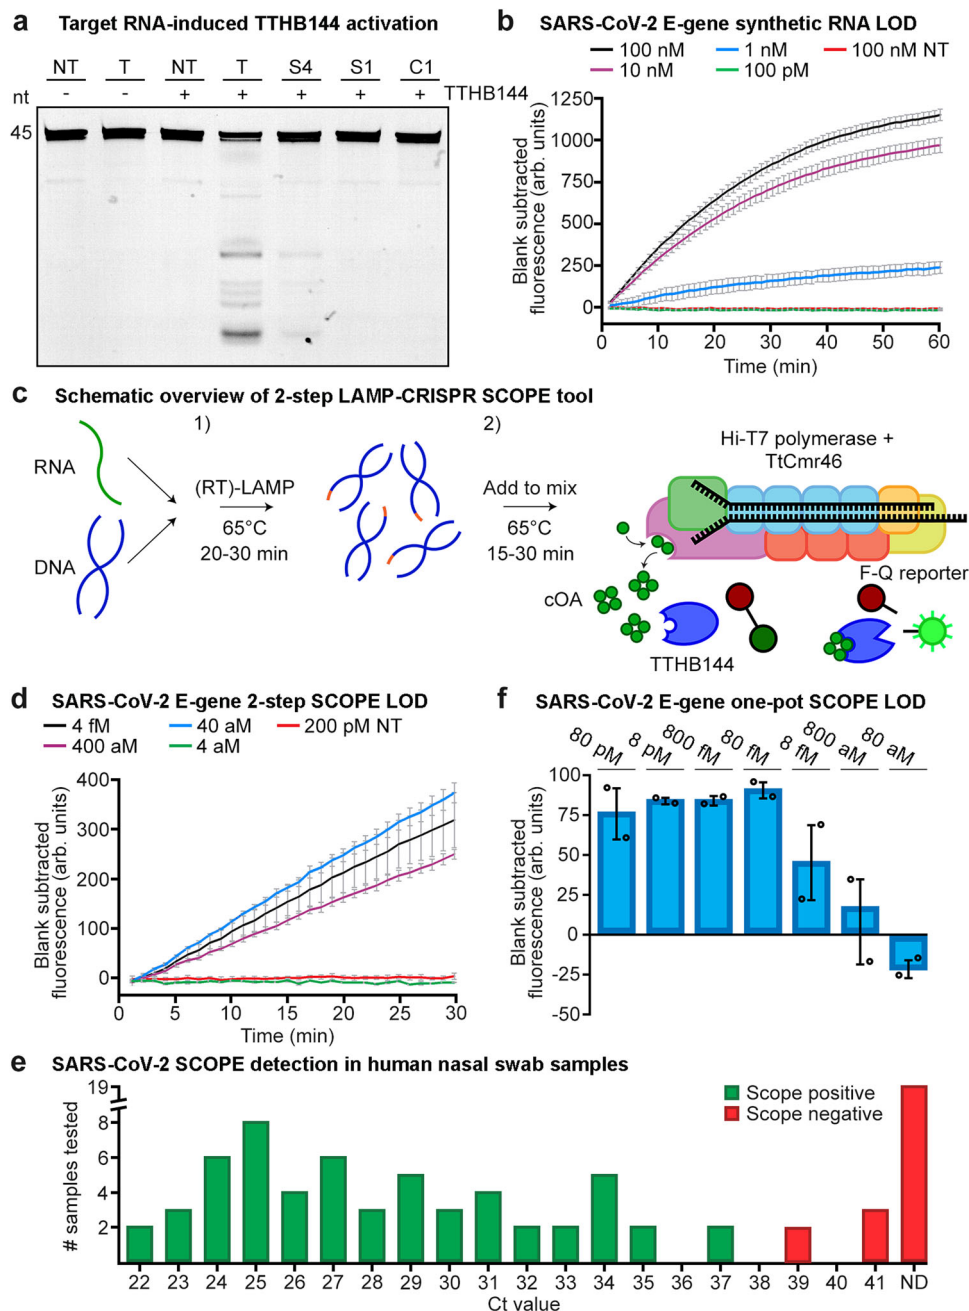 a Target RNA-induced TTHB144 activation
NT T NT T S4 S1 C1
nt - - + + + + + TTHB144
45
b SARS-CoV-2 E-gene synthetic RNA LOD
100 nM 1 nM 100 nM NT
10 nM 100 pM
Blank subtracted
fluorescence (arb. units)
1250
1000
750
500
250
0
0 10 20 30 40 50 60
Time (min)
c Schematic overview of 2-step LAMP-CRISPR SCOPE tool
1)
2)
RNA
DNA
(RT)-LAMP
65°C
20-30 min
Add to mix
65°C
15-30 min
Hi-T7 polymerase +
TtCmr46
cOA
TTHB144
F-Q reporter
d SARS-CoV-2 E-gene 2-step SCOPE LOD
4 fM 40 aM 200 pM NT
400 aM 4 aM
Blank subtracted
fluorescence (arb. units)
400
300
200
100
0
0 5 10 15 20 25 30
Time (min)
f SARS-CoV-2 E-gene one-pot SCOPE LOD
80 pM 8 pM 800 fM 80 fM 8 fM 800 aM 80 aM
Blank subtracted
fluorescence (arb. units)
100
75
50
25
0
-25
-50
e SARS-CoV-2 SCOPE detection in human nasal swab samples
Scope positive
Scope negative
# samples tested
19
8
6
4
2
22 23 24 25 26 27 28 29 30 31 32 33 34 35 36 37 38 39 40 41 ND
Ct value